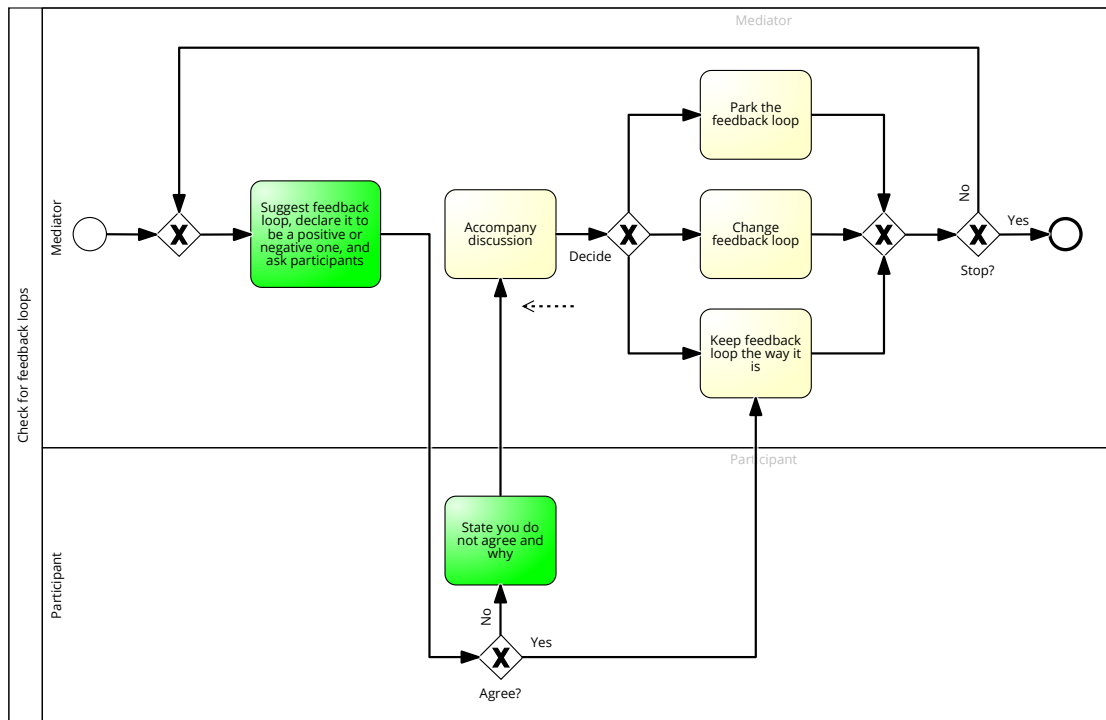 Mediator
Check for feedback loops
Mediator
Suggest feedback
loop, declare it to
be a positive or
negative one, and
ask participants
Accompany
discussion
Decide
Park the
feedback loop
Change
feedback loop
Keep feedback
loop the way it
is
No
Yes
Stop?
Participant
Participant
State you do
not agree and
why
No
Yes
Agree?